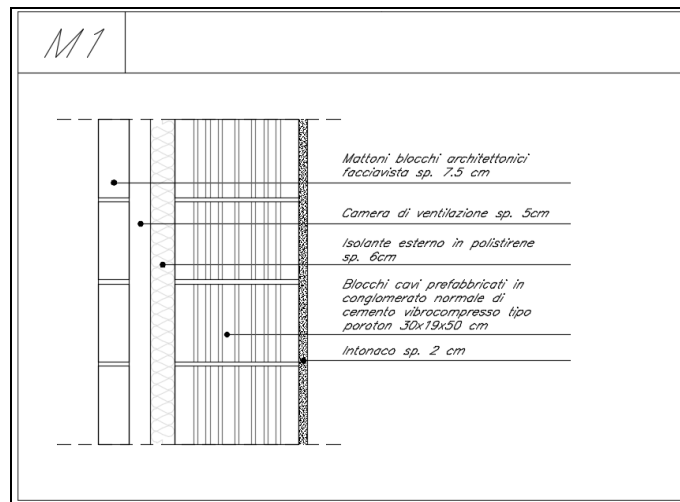 M1
Mattoni blocchi architettonici
facciavista sp. 7.5 cm
Camera di ventilazione sp. 5cm
Isolante esterno in polistirene
sp. 6cm
Blocchi cavi prefabbricati in
conglomerato normale di
cemento vibrocompresso tipo
poroton 30x19x50 cm
Intonaco sp. 2 cm